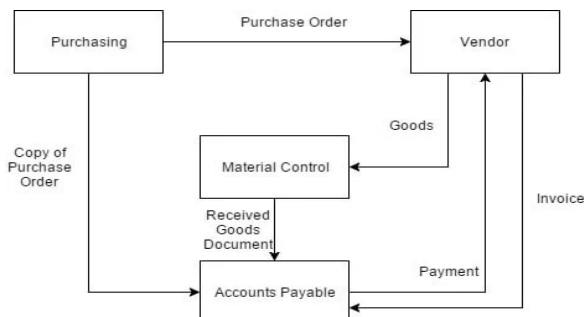 Purchase Order
Purchasing
Vendor
Goods
Copy of
Purchase
Order
Material Control
Invoice
Received
Goods
Document
Payment
Accounts Payable